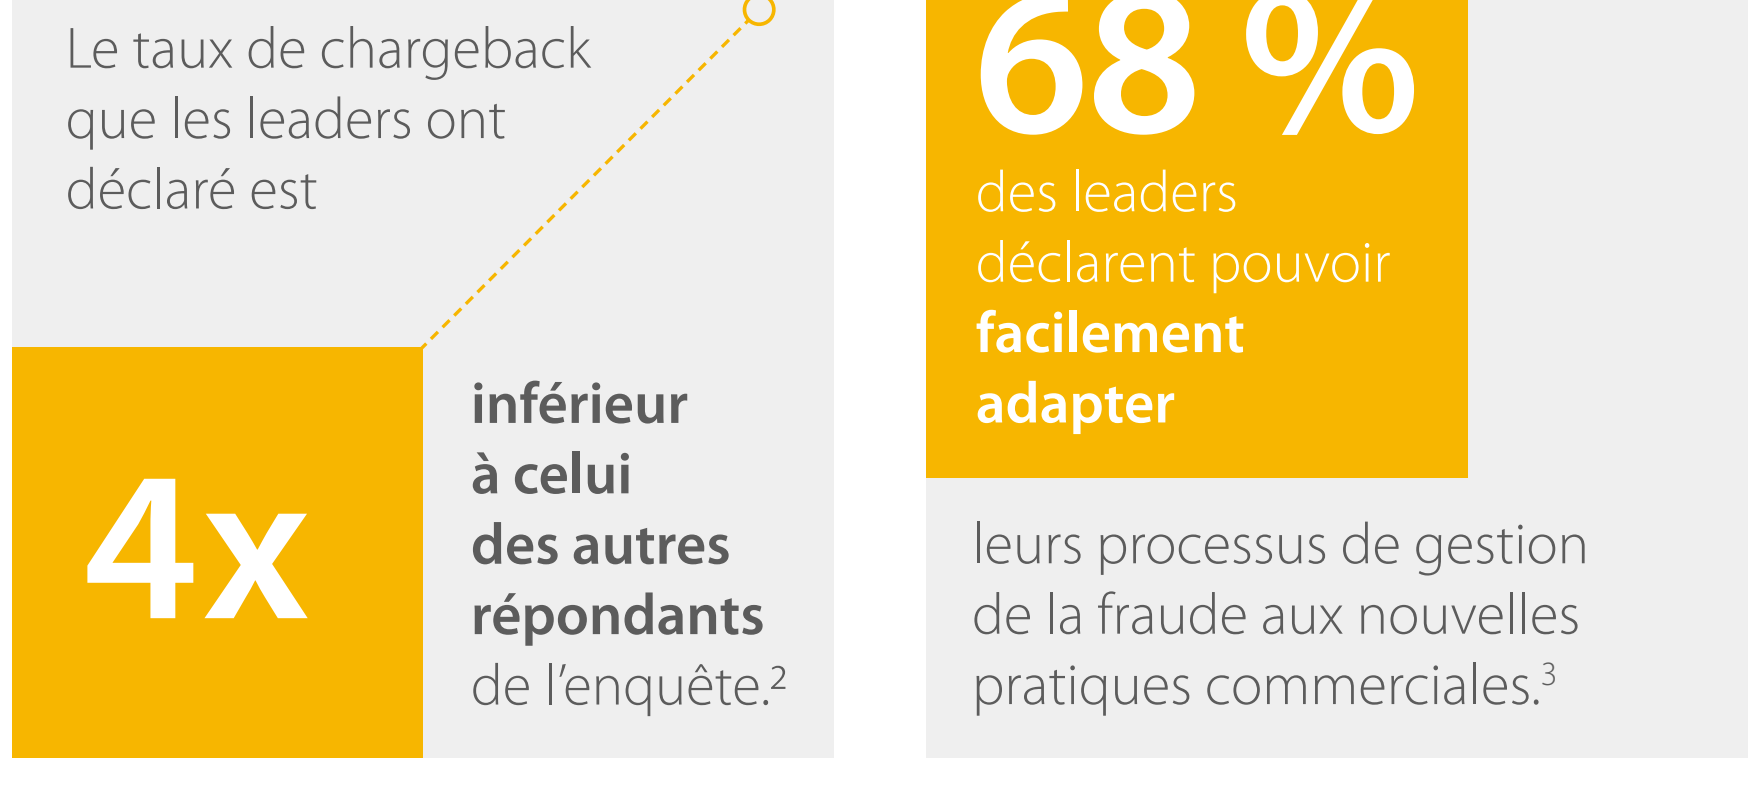 Le taux de chargeback
que les leaders ont
déclaré est
4x
inférieur
à celui
des autres
répondants
de l’enquête.²
68 %
des leaders
déclarent pouvoir
facilement
adapter
leurs processus de gestion
de la fraude aux nouvelles
pratiques commerciales.³